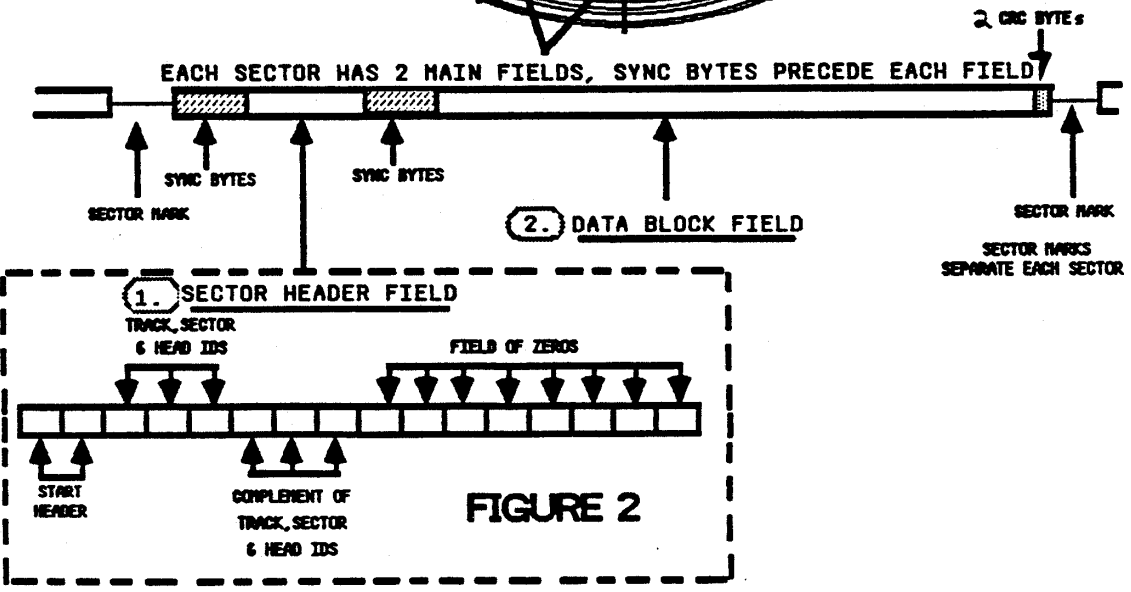 2 CRC BYTEs
EACH SECTOR HAS 2 MAIN FIELDS, SYNC BYTES PRECEDE EACH FIELD
SYNC BYTES
SYNC BYTES
SECTOR MARK
SECTOR MARK
2. DATA BLOCK FIELD
SECTOR MARKS
SEPARATE EACH SECTOR
1. SECTOR HEADER FIELD
TRACK, SECTOR
& HEAD IDS
FIELD OF ZEROS
START
HEADER
COMPLEMENT OF
TRACK, SECTOR
& HEAD IDS
FIGURE 2